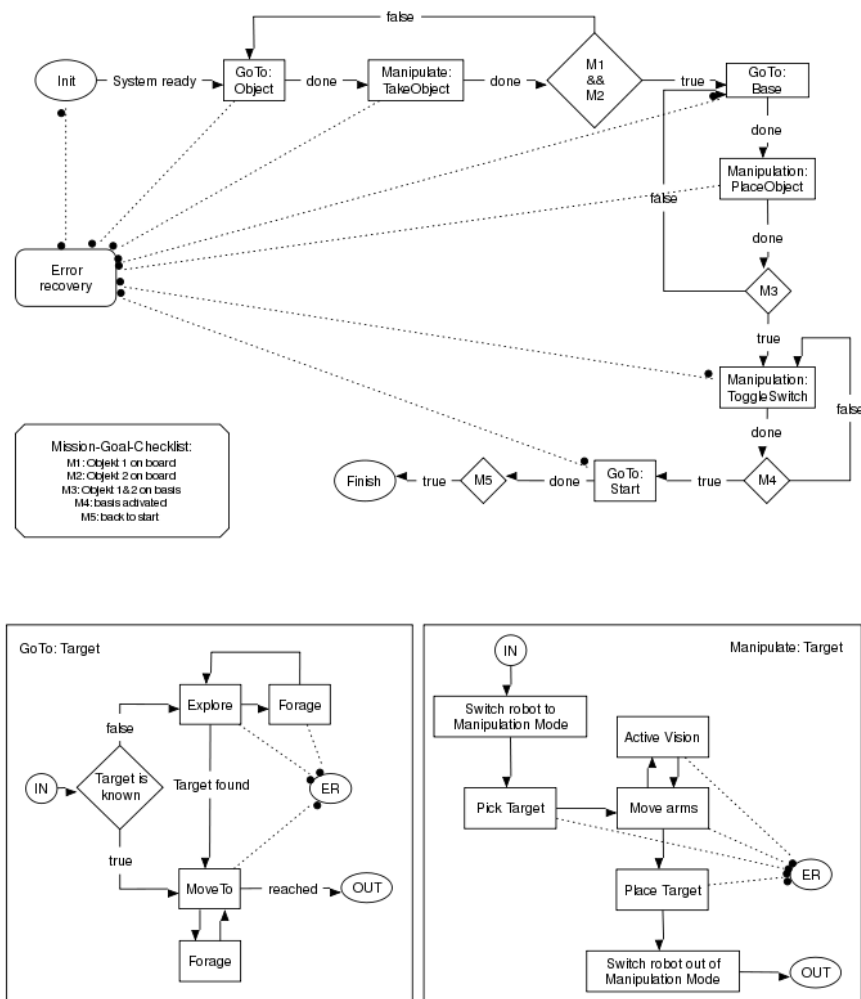 false
Init
System ready
GoTo:
Object
done
Manipulate:
TakeObject
done
M1
&&
M2
true
GoTo:
Base
done
false
Manipulation:
PlaceObject
done
Error
recovery
M3
true
Manipulation:
ToggleSwitch
false
done
Mission-Goal-Checklist:
M1: Objekt 1 on board
M2: Objekt 2 on board
M3: Objekt 1&2 on basis
M4: basis activated
M5: back to start
Finish
true
M5
done
GoTo:
Start
true
M4
GoTo: Target
Explore
Forage
false
IN
Target is
known
Target found
ER
true
MoveTo
reached
OUT
Forage
Manipulate: Target
IN
Switch robot to
Manipulation Mode
Active Vision
Pick Target
Move arms
ER
Place Target
Switch robot out of
Manipulation Mode
OUT